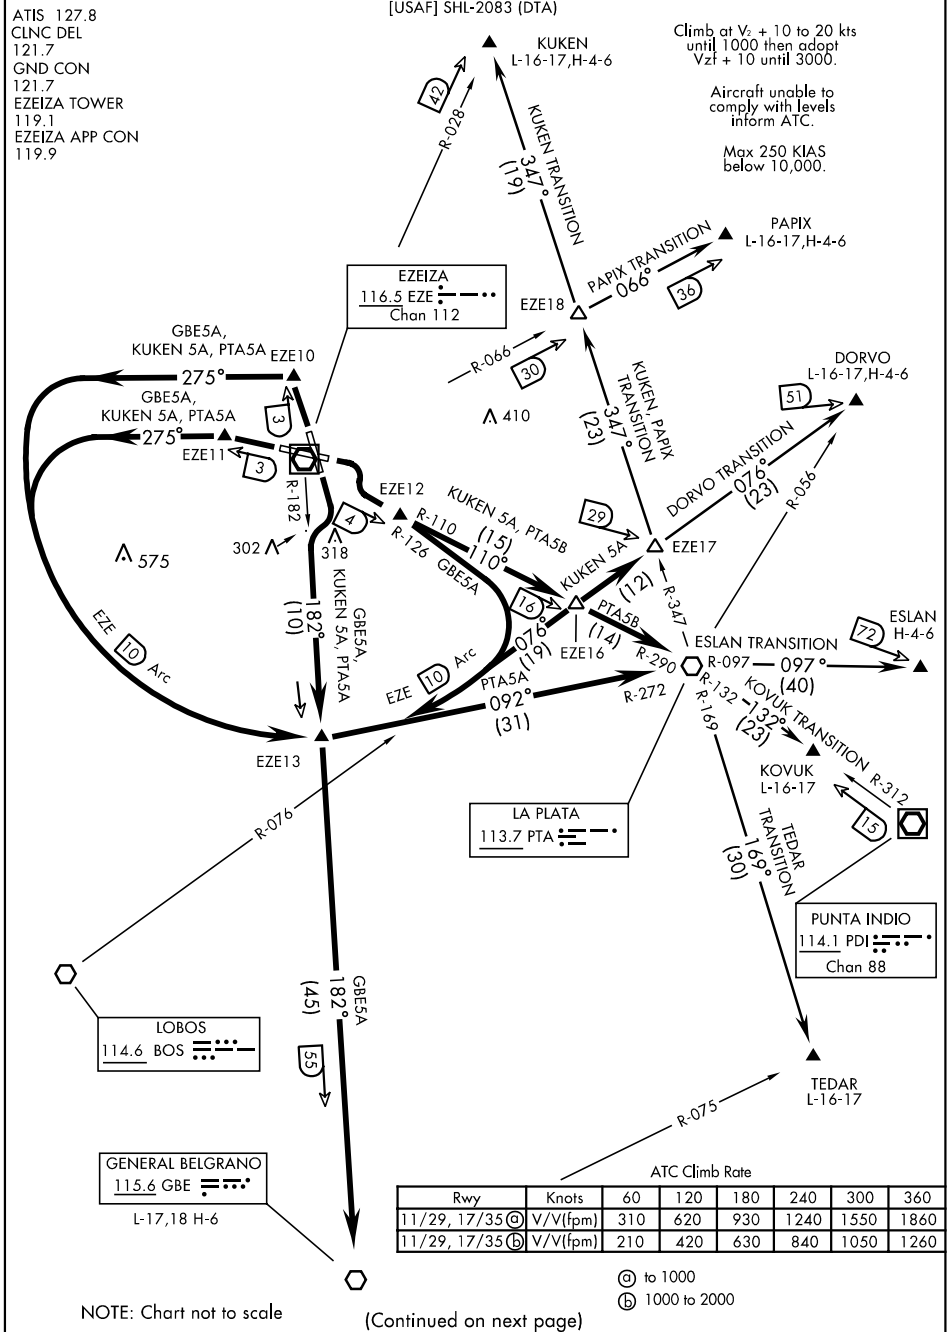 [USAF] SHL-2083 (DTA)
ATIS 127.8
CLNC DEL
121.7
GND CON
121.7
EZEIZA TOWER
119.1
EZEIZA APP CON
119.9
Climb at V2 + 10 to 20 kts
until 1000 then adopt
Vzf + 10 until 3000.
Aircraft unable to
comply with levels
inform ATC.
Max 250 KIAS
below 10,000.
KUKEN
L-16-17,H-4-6
42
R-028
KUKEN TRANSITION
347°
(19)
PAPIX
L-16-17,H-4-6
PAPIX TRANSITION
066°
36
EZEIZA
116.5 EZE
Chan 112
EZE18
R-066
30
GBE5A,
KUKEN 5A, PTA5A
EZE10
275°
GBE5A,
KUKEN 5A, PTA5A
275°
EZE11
3
3
410
KUKEN, PAPIX
TRANSITION
347°
(23)
DORVO
L-16-17,H-4-6
51
DORVO TRANSITION
076°
(23)
R-056
R-182
4
EZE12
R-110
R-126
KUKEN 5A, PTA5B
(15)
110°
GBE5A
29
EZE17
302
318
575
KUKEN 5A
(12)
R-347
16
EZE16
PTA5B
(14)
076°
(19)
GBE5A,
KUKEN 5A, PTA5A
182°
(10)
EZE 10 Arc
EZE 10 Arc
ESLAN
H-4-6
72
ESLAN TRANSITION
R-290
R-097
097°
(40)
R-272
PTA5A
092°
(31)
R-132
132°
(23)
KOVUK TRANSITION
R-169
EZE13
KOVUK
L-16-17
R-312
15
R-076
LA PLATA
113.7 PTA
TEDAR
TRANSITION
169°
(30)
PUNTA INDIO
114.1 PDI
Chan 88
GBE5A
182°
(45)
55
LOBOS
114.6 BOS
TEDAR
L-16-17
R-075
GENERAL BELGRANO
115.6 GBE
L-17,18 H-6
ATC Climb Rate
Rwy Knots 60 120 180 240 300 360
11/29, 17/35 ⓐ V/V(fpm) 310 620 930 1240 1550 1860
11/29, 17/35 ⓑ V/V(fpm) 210 420 630 840 1050 1260
ⓐ to 1000
ⓑ 1000 to 2000
NOTE: Chart not to scale
(Continued on next page)